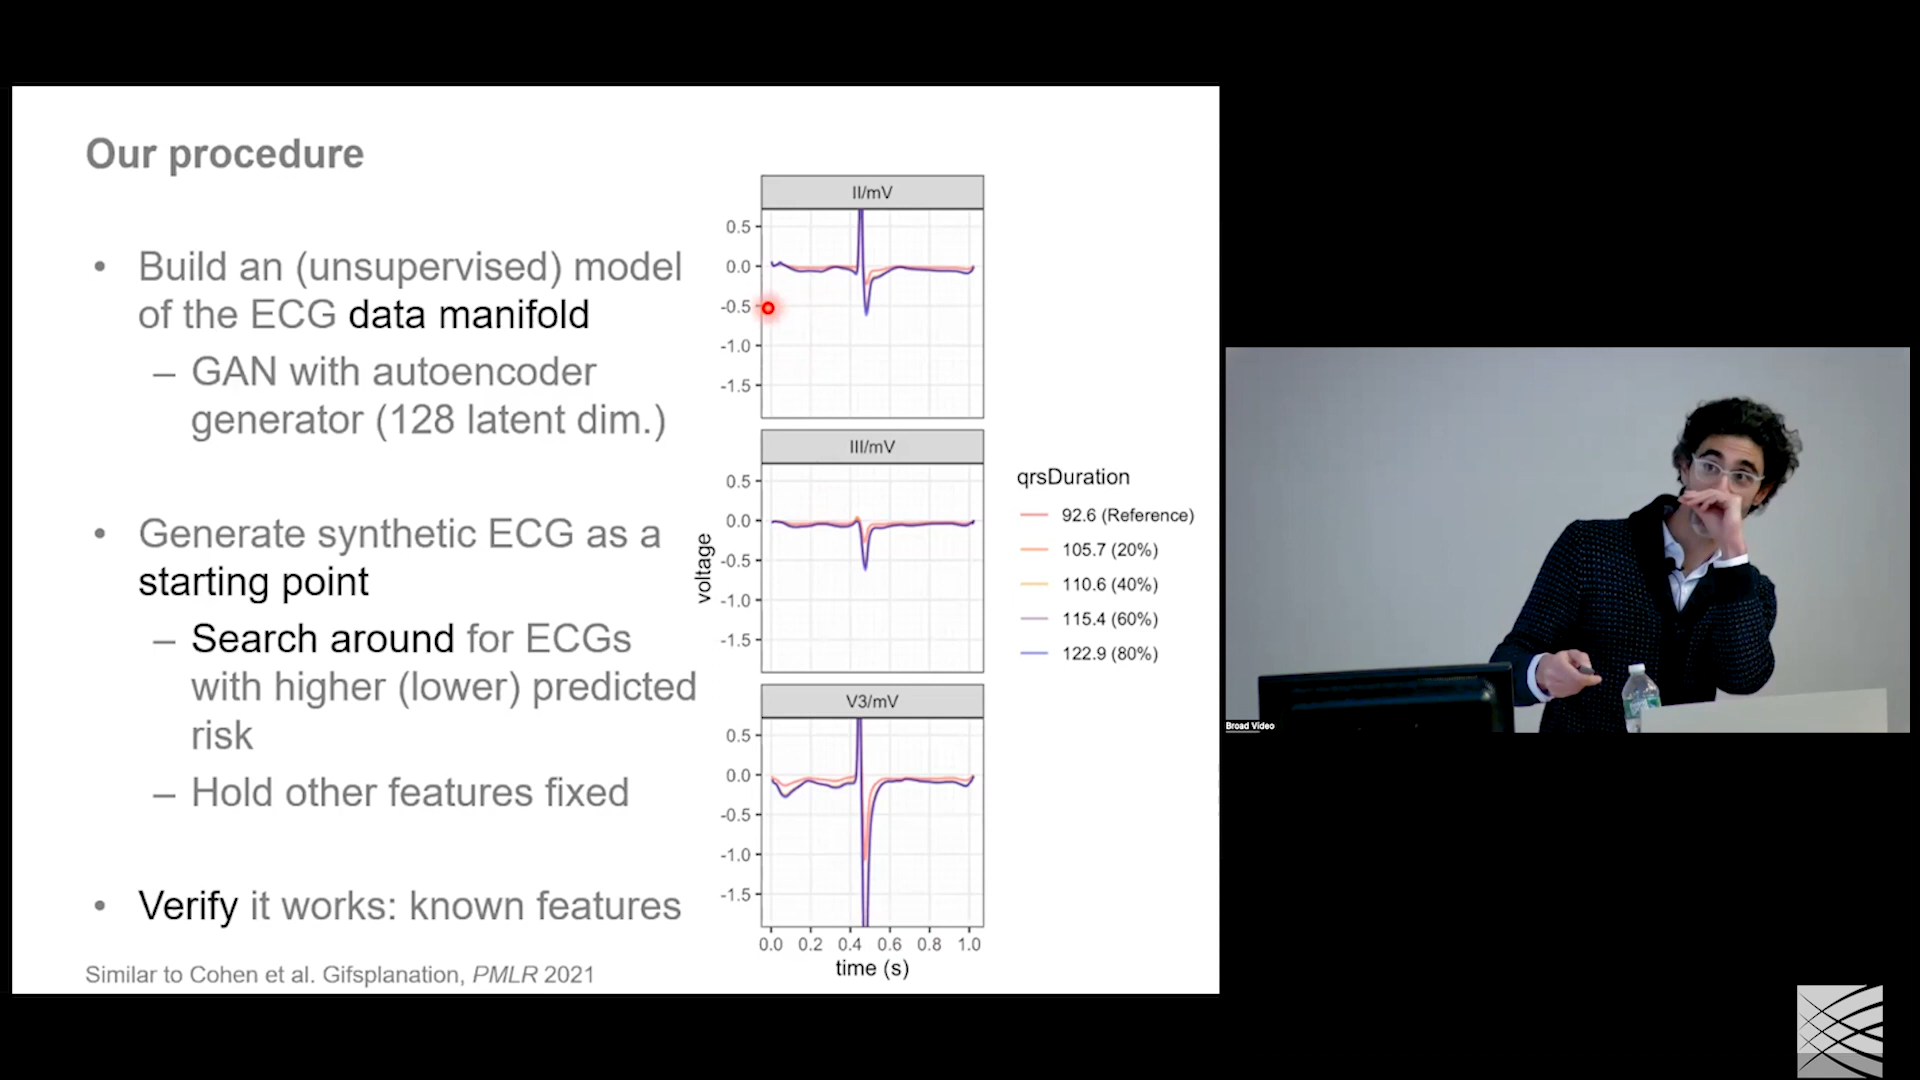 Our procedure
• Build an (unsupervised) model
of the ECG data manifold
– GAN with autoencoder
generator (128 latent dim.)
• Generate synthetic ECG as a
starting point
– Search around for ECGs
with higher (lower) predicted
risk
– Hold other features fixed
• Verify it works: known features
Similar to Cohen et al. Gifsplanation, PMLR 2021
II/mV
0.5
0.0
-0.5
-1.0
-1.5
III/mV
0.5
0.0
-0.5
-1.0
-1.5
voltage
V3/mV
0.5
0.0
-0.5
-1.0
-1.5
0.0 0.2 0.4 0.6 0.8 1.0
time (s)
qrsDuration
92.6 (Reference)
105.7 (20%)
110.6 (40%)
115.4 (60%)
122.9 (80%)
Broad Video